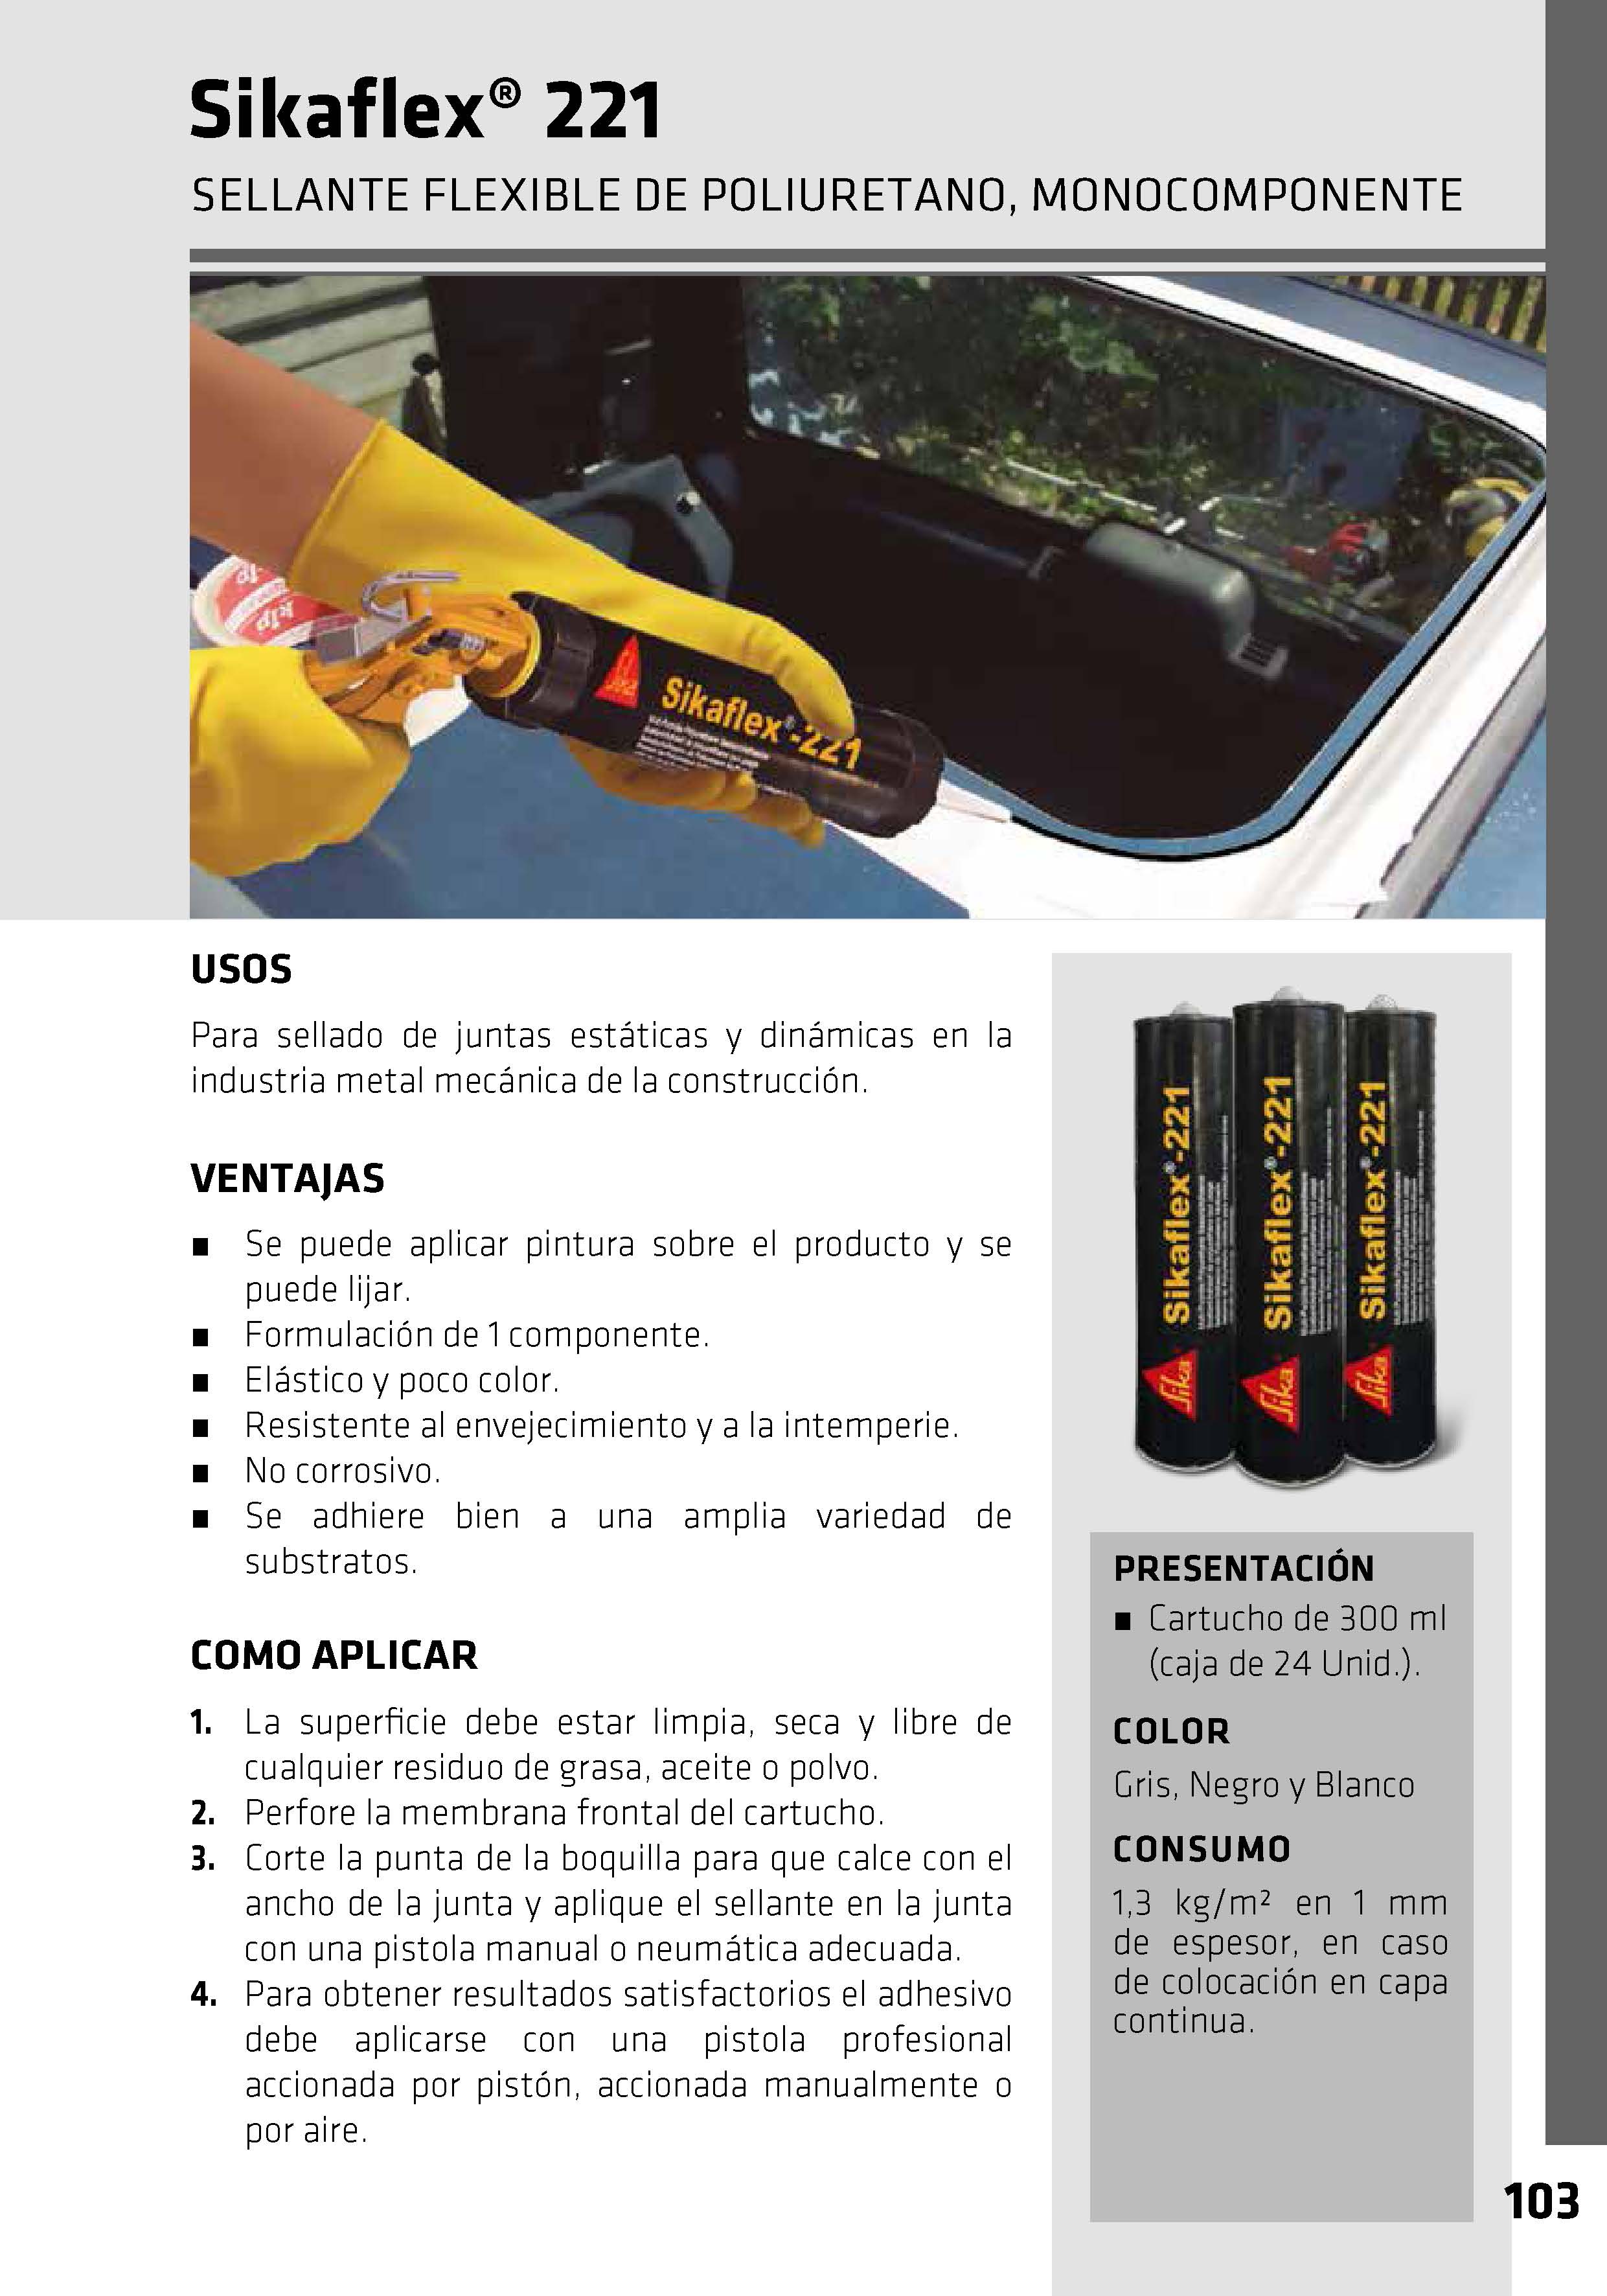 Sikaflex® 221
SELLANTE FLEXIBLE DE POLIURETANO, MONOCOMPONENTE
klp
Sika
Sikaflex®-221
USOS
Para sellado de juntas estáticas y dinámicas en la
industria metal mecánica de la construcción.
VENTAJAS
■ Se puede aplicar pintura sobre el producto y se
puede lijar.
■ Formulación de 1 componente.
■ Elástico y poco color.
■ Resistente al envejecimiento y a la intemperie.
■ No corrosivo.
■ Se adhiere bien a una amplia variedad de
substratos.
COMO APLICAR
1. La superficie debe estar limpia, seca y libre de
cualquier residuo de grasa, aceite o polvo.
2. Perfore la membrana frontal del cartucho.
3. Corte la punta de la boquilla para que calce con el
ancho de la junta y aplique el sellante en la junta
con una pistola manual o neumática adecuada.
4. Para obtener resultados satisfactorios el adhesivo
debe aplicarse con una pistola profesional
accionada por pistón, accionada manualmente o
por aire.
Sika Sikaflex®-221
Sika Sikaflex®-221
Sika Sikaflex®-221
PRESENTACIÓN
■ Cartucho de 300 ml
(caja de 24 Unid.).
COLOR
Gris, Negro y Blanco
CONSUMO
1,3 kg/m² en 1 mm
de espesor, en caso
de colocación en capa
continua.
103